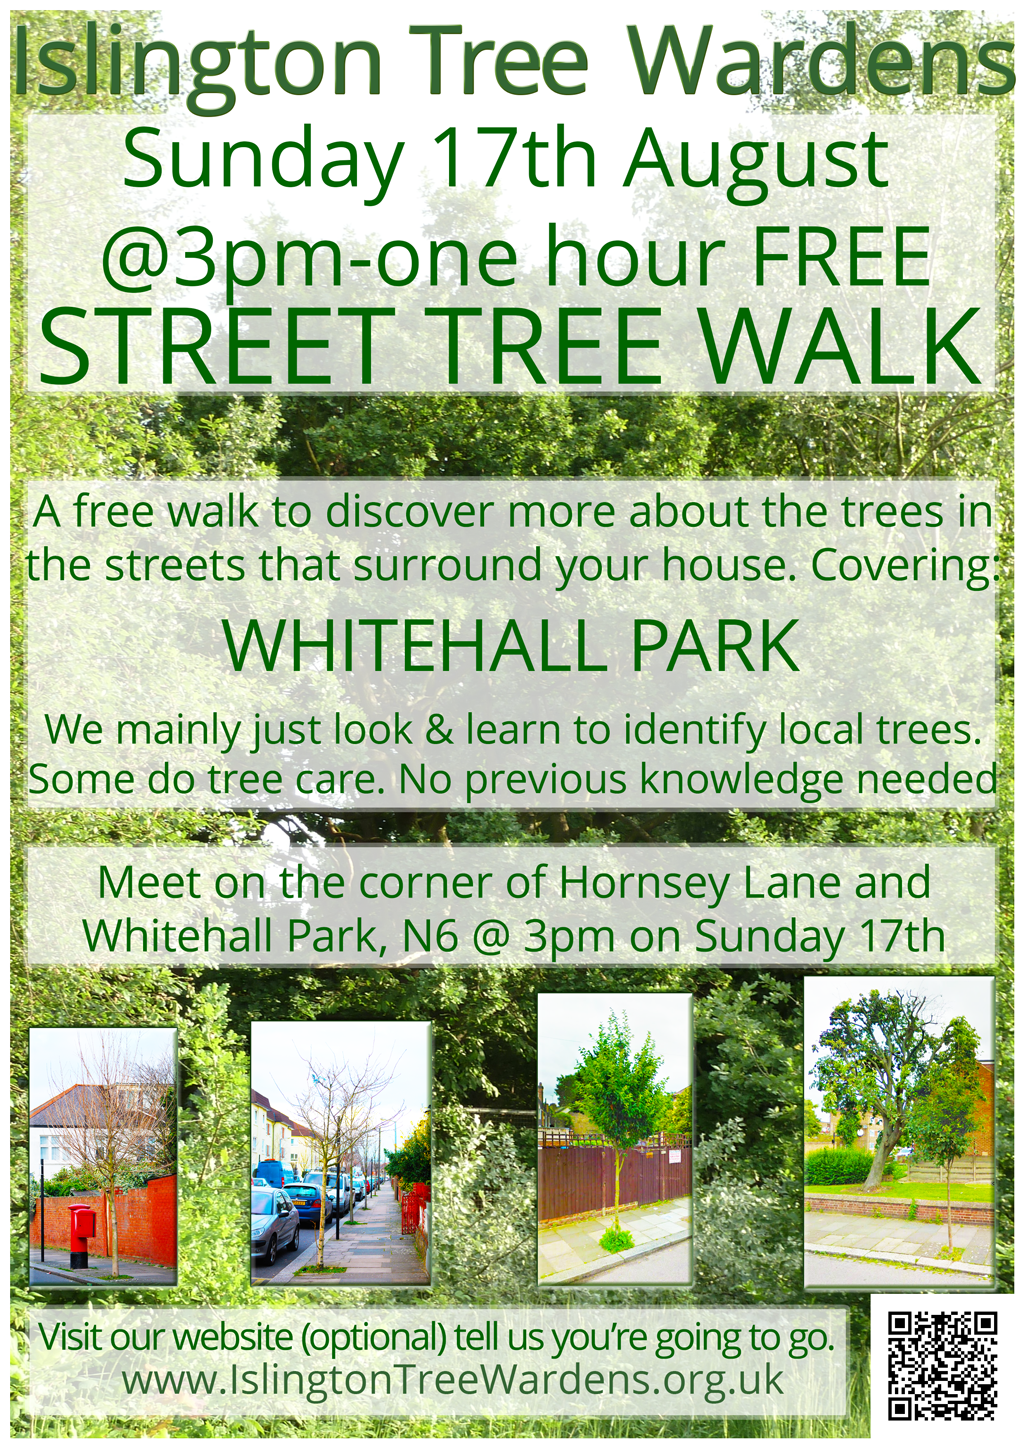 Islington Tree Wardens
Sunday 17th August
@3pm-one hour FREE
STREET TREE WALK
A free walk to discover more about the trees in
the streets that surround your house. Covering:
WHITEHALL PARK
We mainly just look & learn to identify local trees.
Some do tree care. No previous knowledge needed
Meet on the corner of Hornsey Lane and
Whitehall Park, N6 @ 3pm on Sunday 17th
Visit our website (optional) tell us you’re going to go.
www.IslingtonTreeWardens.org.uk